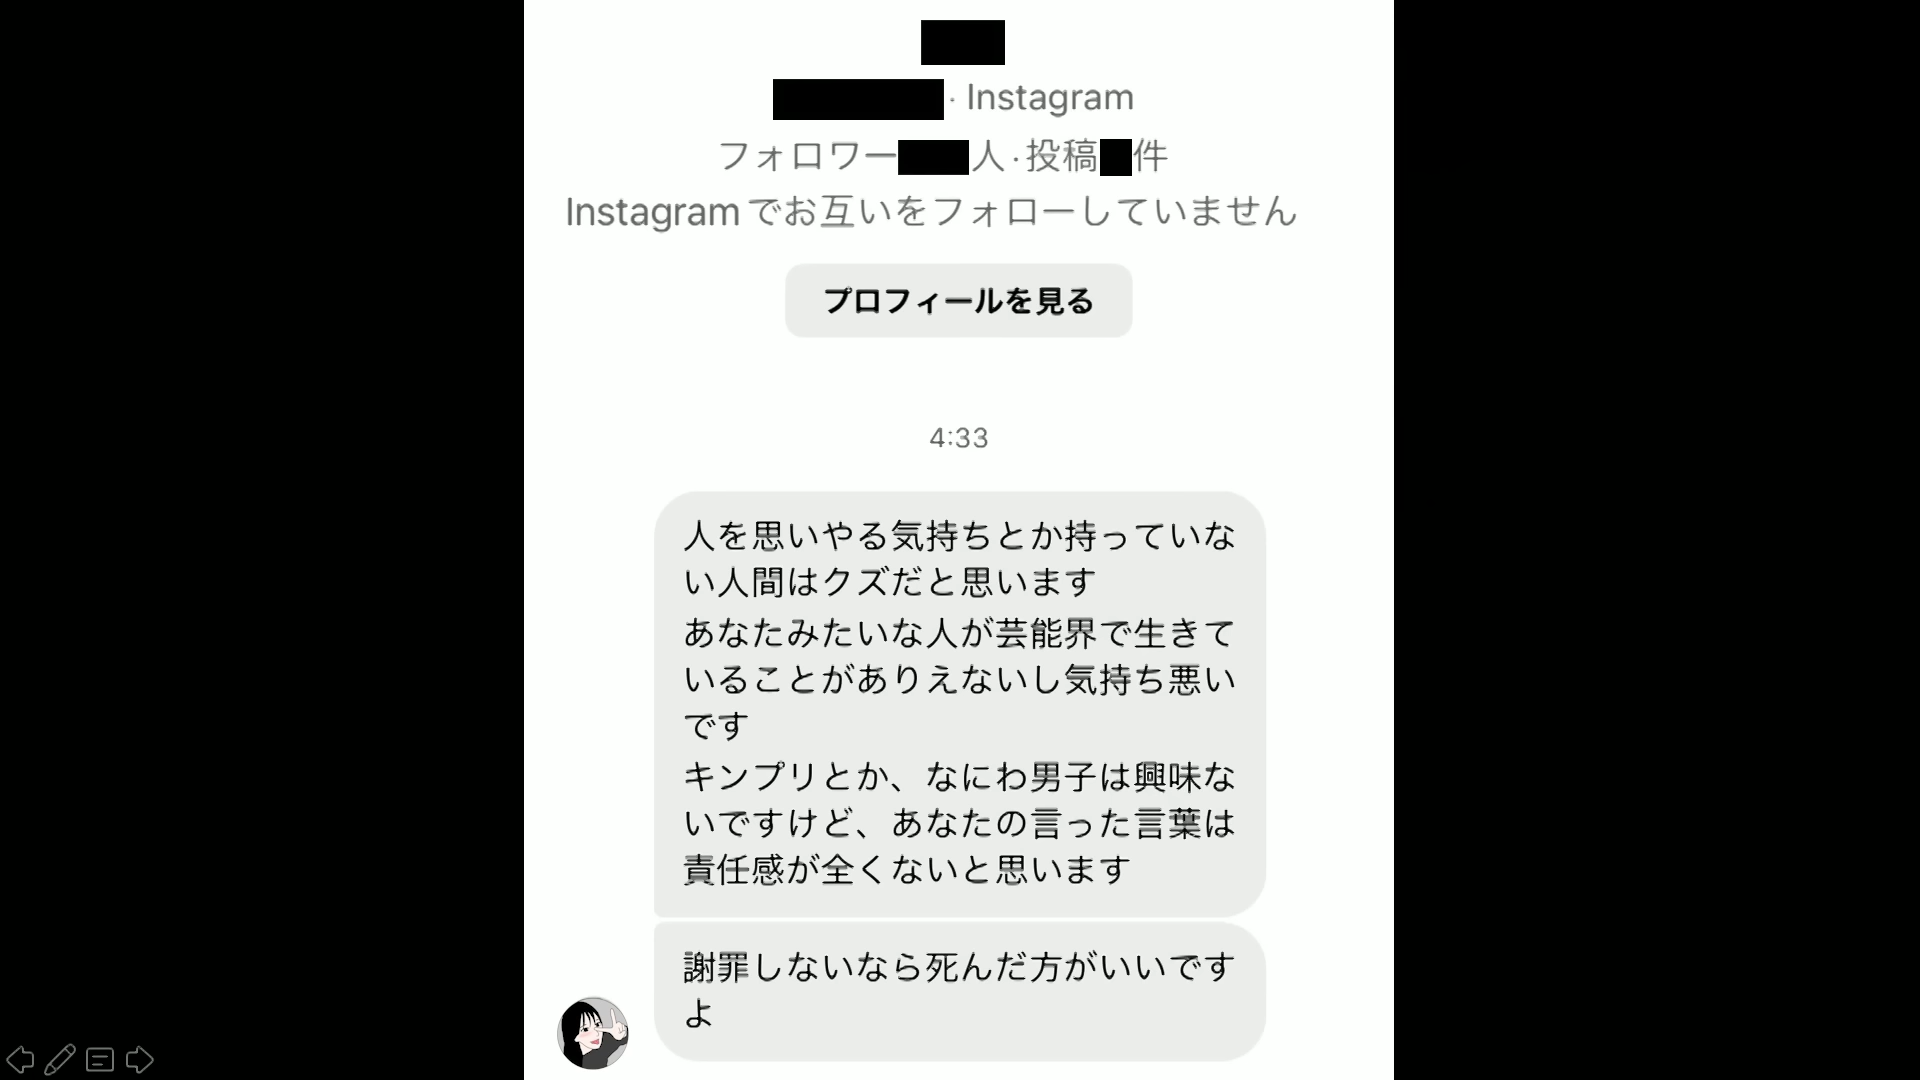 · Instagram
フォロワー人·投稿件
Instagramでお互いをフォローしていません
プロフィールを見る
4:33
人を思いやる気持ちとか持っていな
い人間はクズだと思います
あなたみたいな人が芸能界で生きて
いることがありえないし気持ち悪い
です
キンプリとか、なにわ男子は興味な
いですけど、あなたの言った言葉は
責任感が全くないと思います
謝罪しないなら死んだ方がいいです
よ